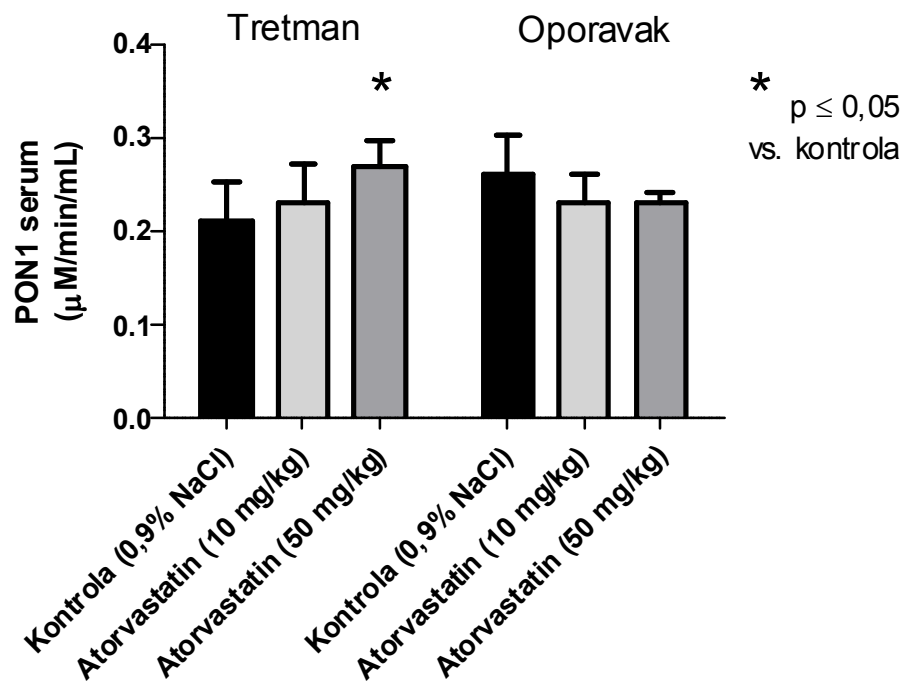 Tretman
Oporavak
*
*
p ≤ 0,05
vs. kontrola
PON1 serum
(μM/min/mL)
0.4
0.3
0.2
0.1
0.0
Kontrola (0,9% NaCl)
Atorvastatin (10 mg/kg)
Atorvastatin (50 mg/kg)
Kontrola (0,9% NaCl)
Atorvastatin (10 mg/kg)
Atorvastatin (50 mg/kg)